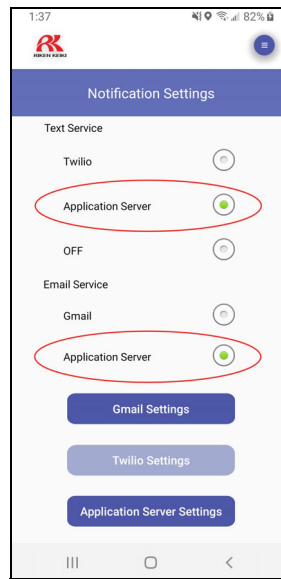 1:37
82%
RK
RIKEN KEIKI
Notification Settings
Text Service
Twilio
Application Server
OFF
Email Service
Gmail
Application Server
Gmail Settings
Twilio Settings
Application Server Settings